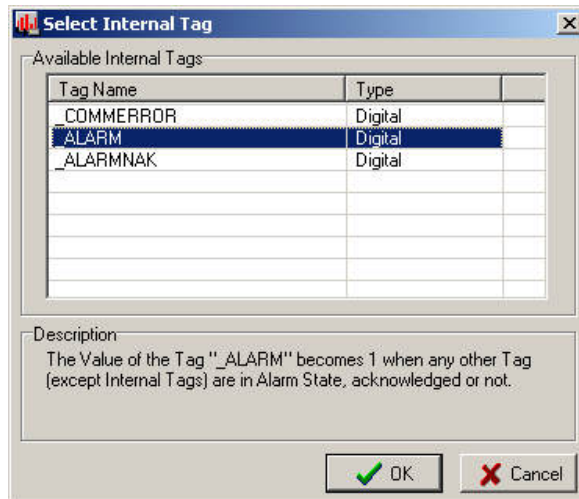 Select Internal Tag
Available Internal Tags
Tag Name Type
_COMMERROR Digital
_ALARM Digital
_ALARMNAK Digital
Description
The Value of the Tag "_ALARM" becomes 1 when any other Tag
(except Internal Tags) are in Alarm State, acknowledged or not.
OK Cancel